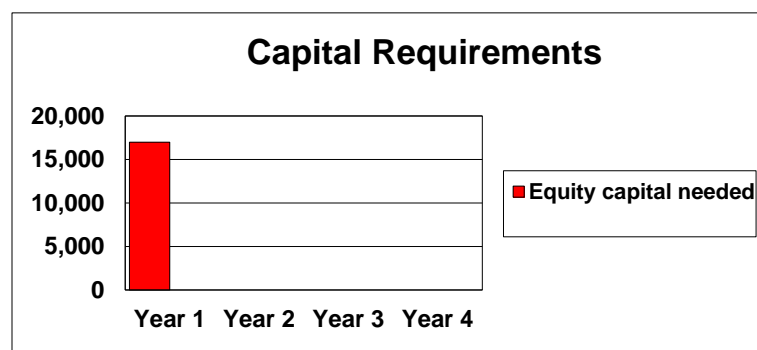 Capital Requirements
20,000
15,000
10,000
5,000
0
Year 1 Year 2 Year 3 Year 4
Equity capital needed